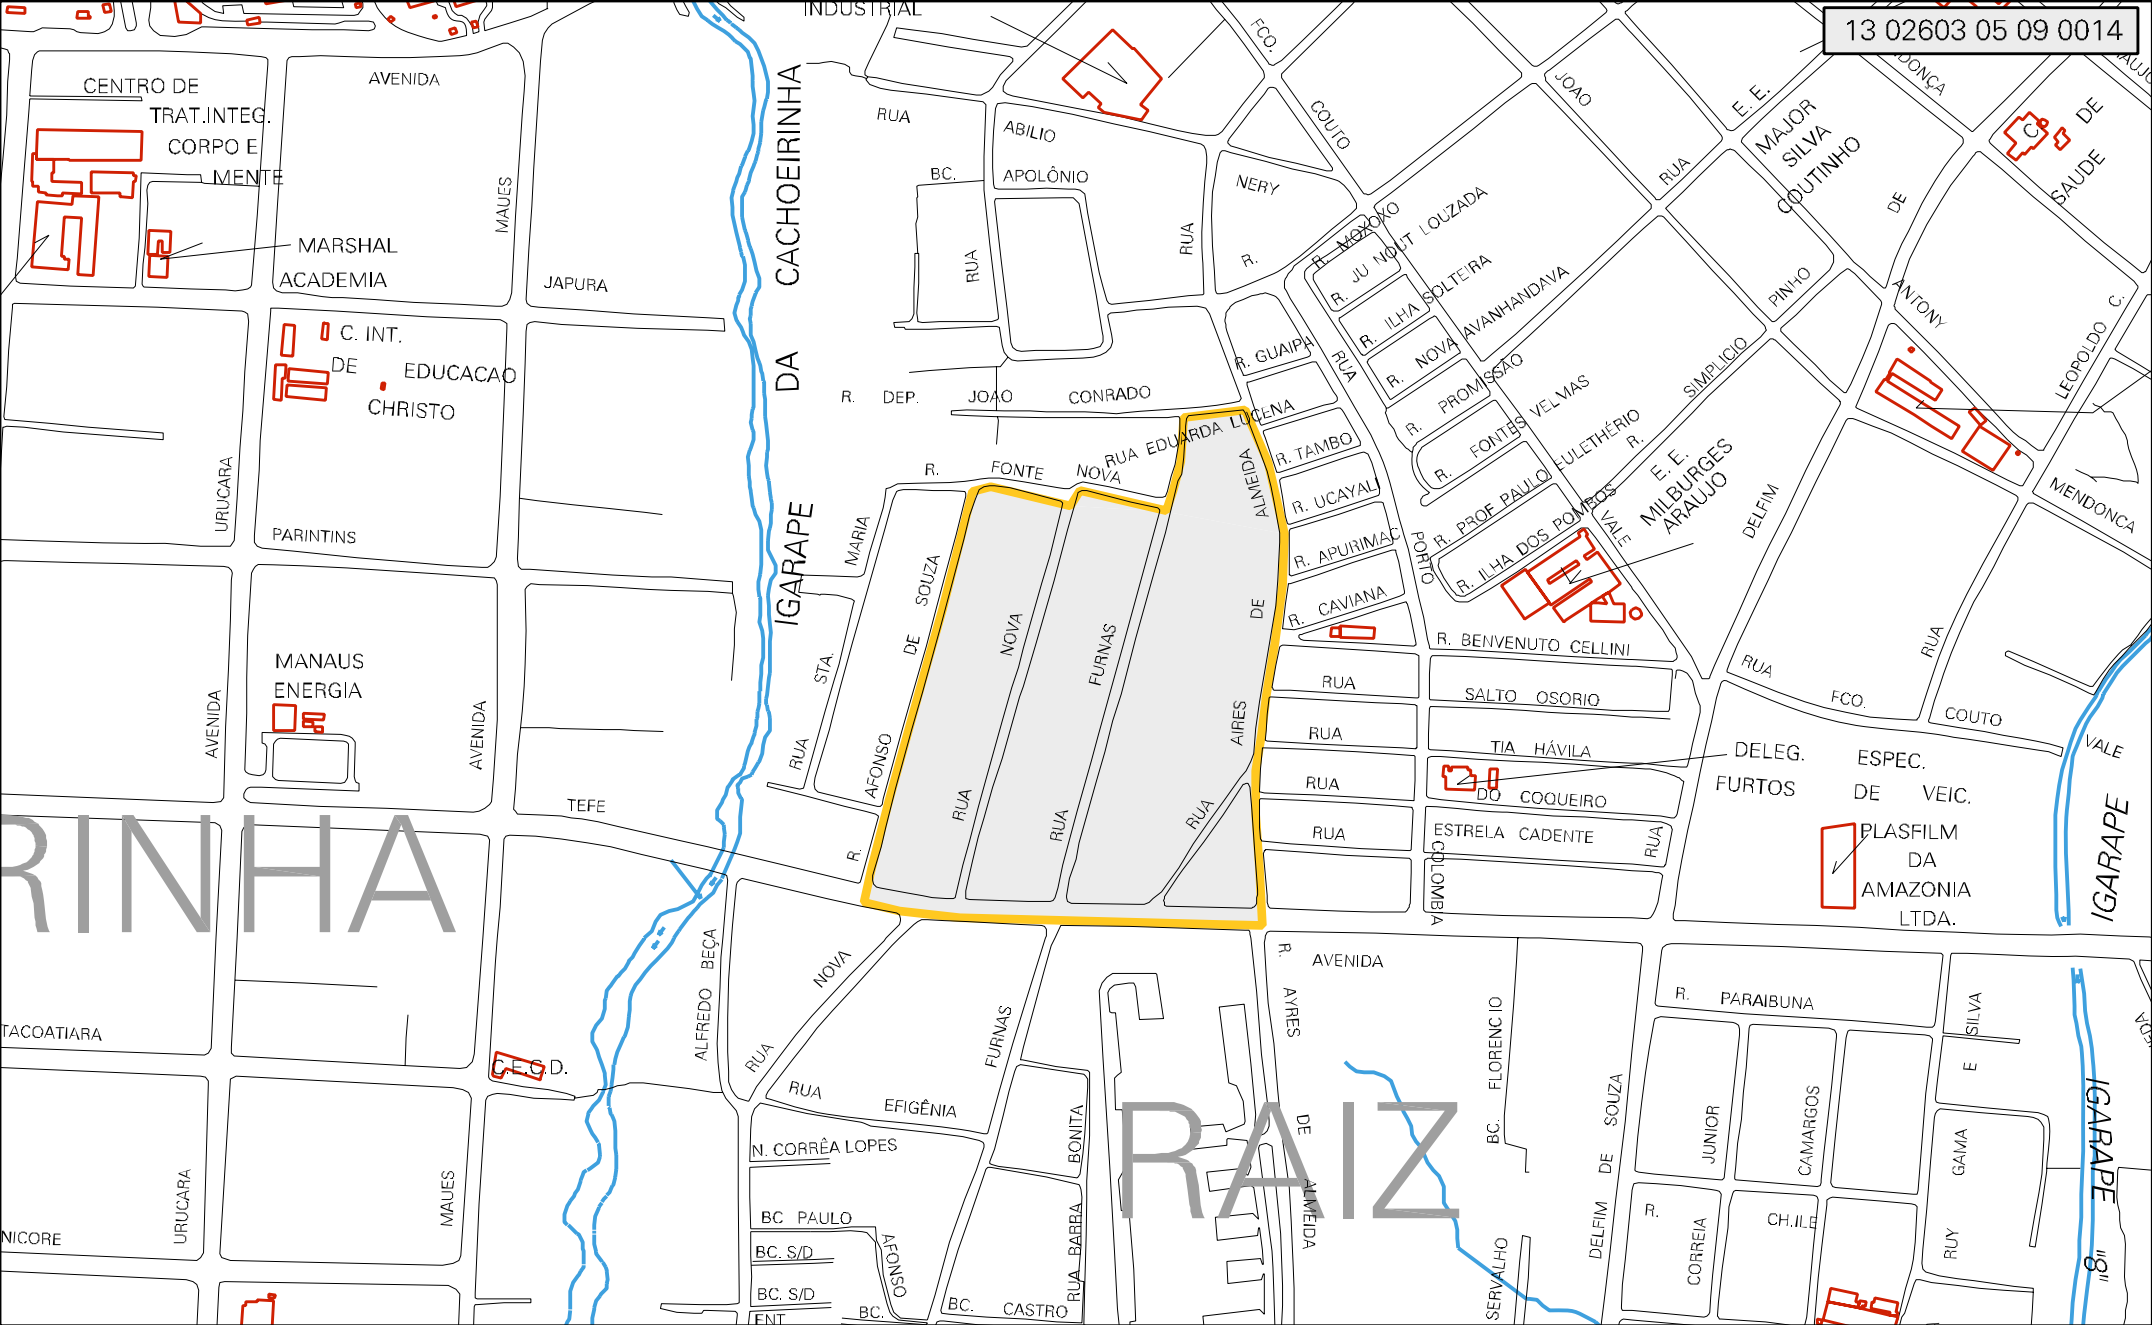 INDUSTRIAL
13 02603 05 09 0014
CENTRO DE
TRAT.INTEG.
CORPO E
MENTE
AVENIDA
MAUES
MARSHAL
ACADEMIA
JAPURA
C. INT.
DE
EDUCACAO
CHRISTO
URUCARA
PARINTINS
MANAUS
ENERGIA
AVENIDA
AVENIDA
TEFE
RINHA
TACOATIARA
C.E.C.D.
URUCARA
MAUES
NICORE
IGARAPE DA CACHOEIRINHA
RUA
ABILIO
BC.
APOLÔNIO
RUA
RUA
NERY
R.
FCO.
COUTO
JOAO
RUA
E. E.
MAJOR
SILVA
COUTINHO
DONÇA
C.
DE
SAUDE
DE
ANTONY
LEOPOLDO C.
PINHO
SIMPLICIO
R.
R. MOXOXO
R. JU NOUT LOUZADA
R. ILHA SOLTEIRA
R. NOVA AVANHANDAVA
R. PROMISSÃO
R. FONTES VELMAS
R. PROF PAULO EULETHÉRIO
R. ILHA DOS POMBOS
E. E.
MILBURGES
ARAUJO
VALE
DELFIM
MENDONCA
R. DEP. JOAO CONRADO
R. GUAIPA
RUA
RUA EDUARDA LUCENA
R. TAMBO
R. UCAYALI
R. APURIMAC
R. CAVIANA
PORTO
R. FONTE NOVA
MARIA
STA.
RUA
SOUZA
DE
AFONSO
R.
NOVA
RUA
FURNAS
RUA
ALMEIDA
DE
AIRES
RUA
R. BENVENUTO CELLINI
RUA
SALTO OSORIO
RUA
TIA HÁVILA
RUA
DO COQUEIRO
RUA
ESTRELA CADENTE
RUA
COLOMBIA
RUA
FCO.
RUA
COUTO
VALE
DELEG. ESPEC.
FURTOS DE VEIC.
PLASFILM
DA
AMAZONIA
LTDA.
IGARAPE
ALFREDO BEÇA
NOVA
RUA
FURNAS
RUA
EFIGÊNIA
N. CORRÊA LOPES
BC PAULO
AFONSO
BC. S/D
BC. S/D
ENT
BC.
BC. CASTRO
BONITA
RUA BARRA
R.
AYRES
DE
ALMEIDA
AVENIDA
RAIZ
BC. FLORENCIO
SERVALHO
DELFIM DE SOUZA
R. PARAIBUNA
JUNIOR
CORREIA
CAMARGOS
R.
CH.ILE
SILVA
E
GAMA
RUY
IGARAPE "8"